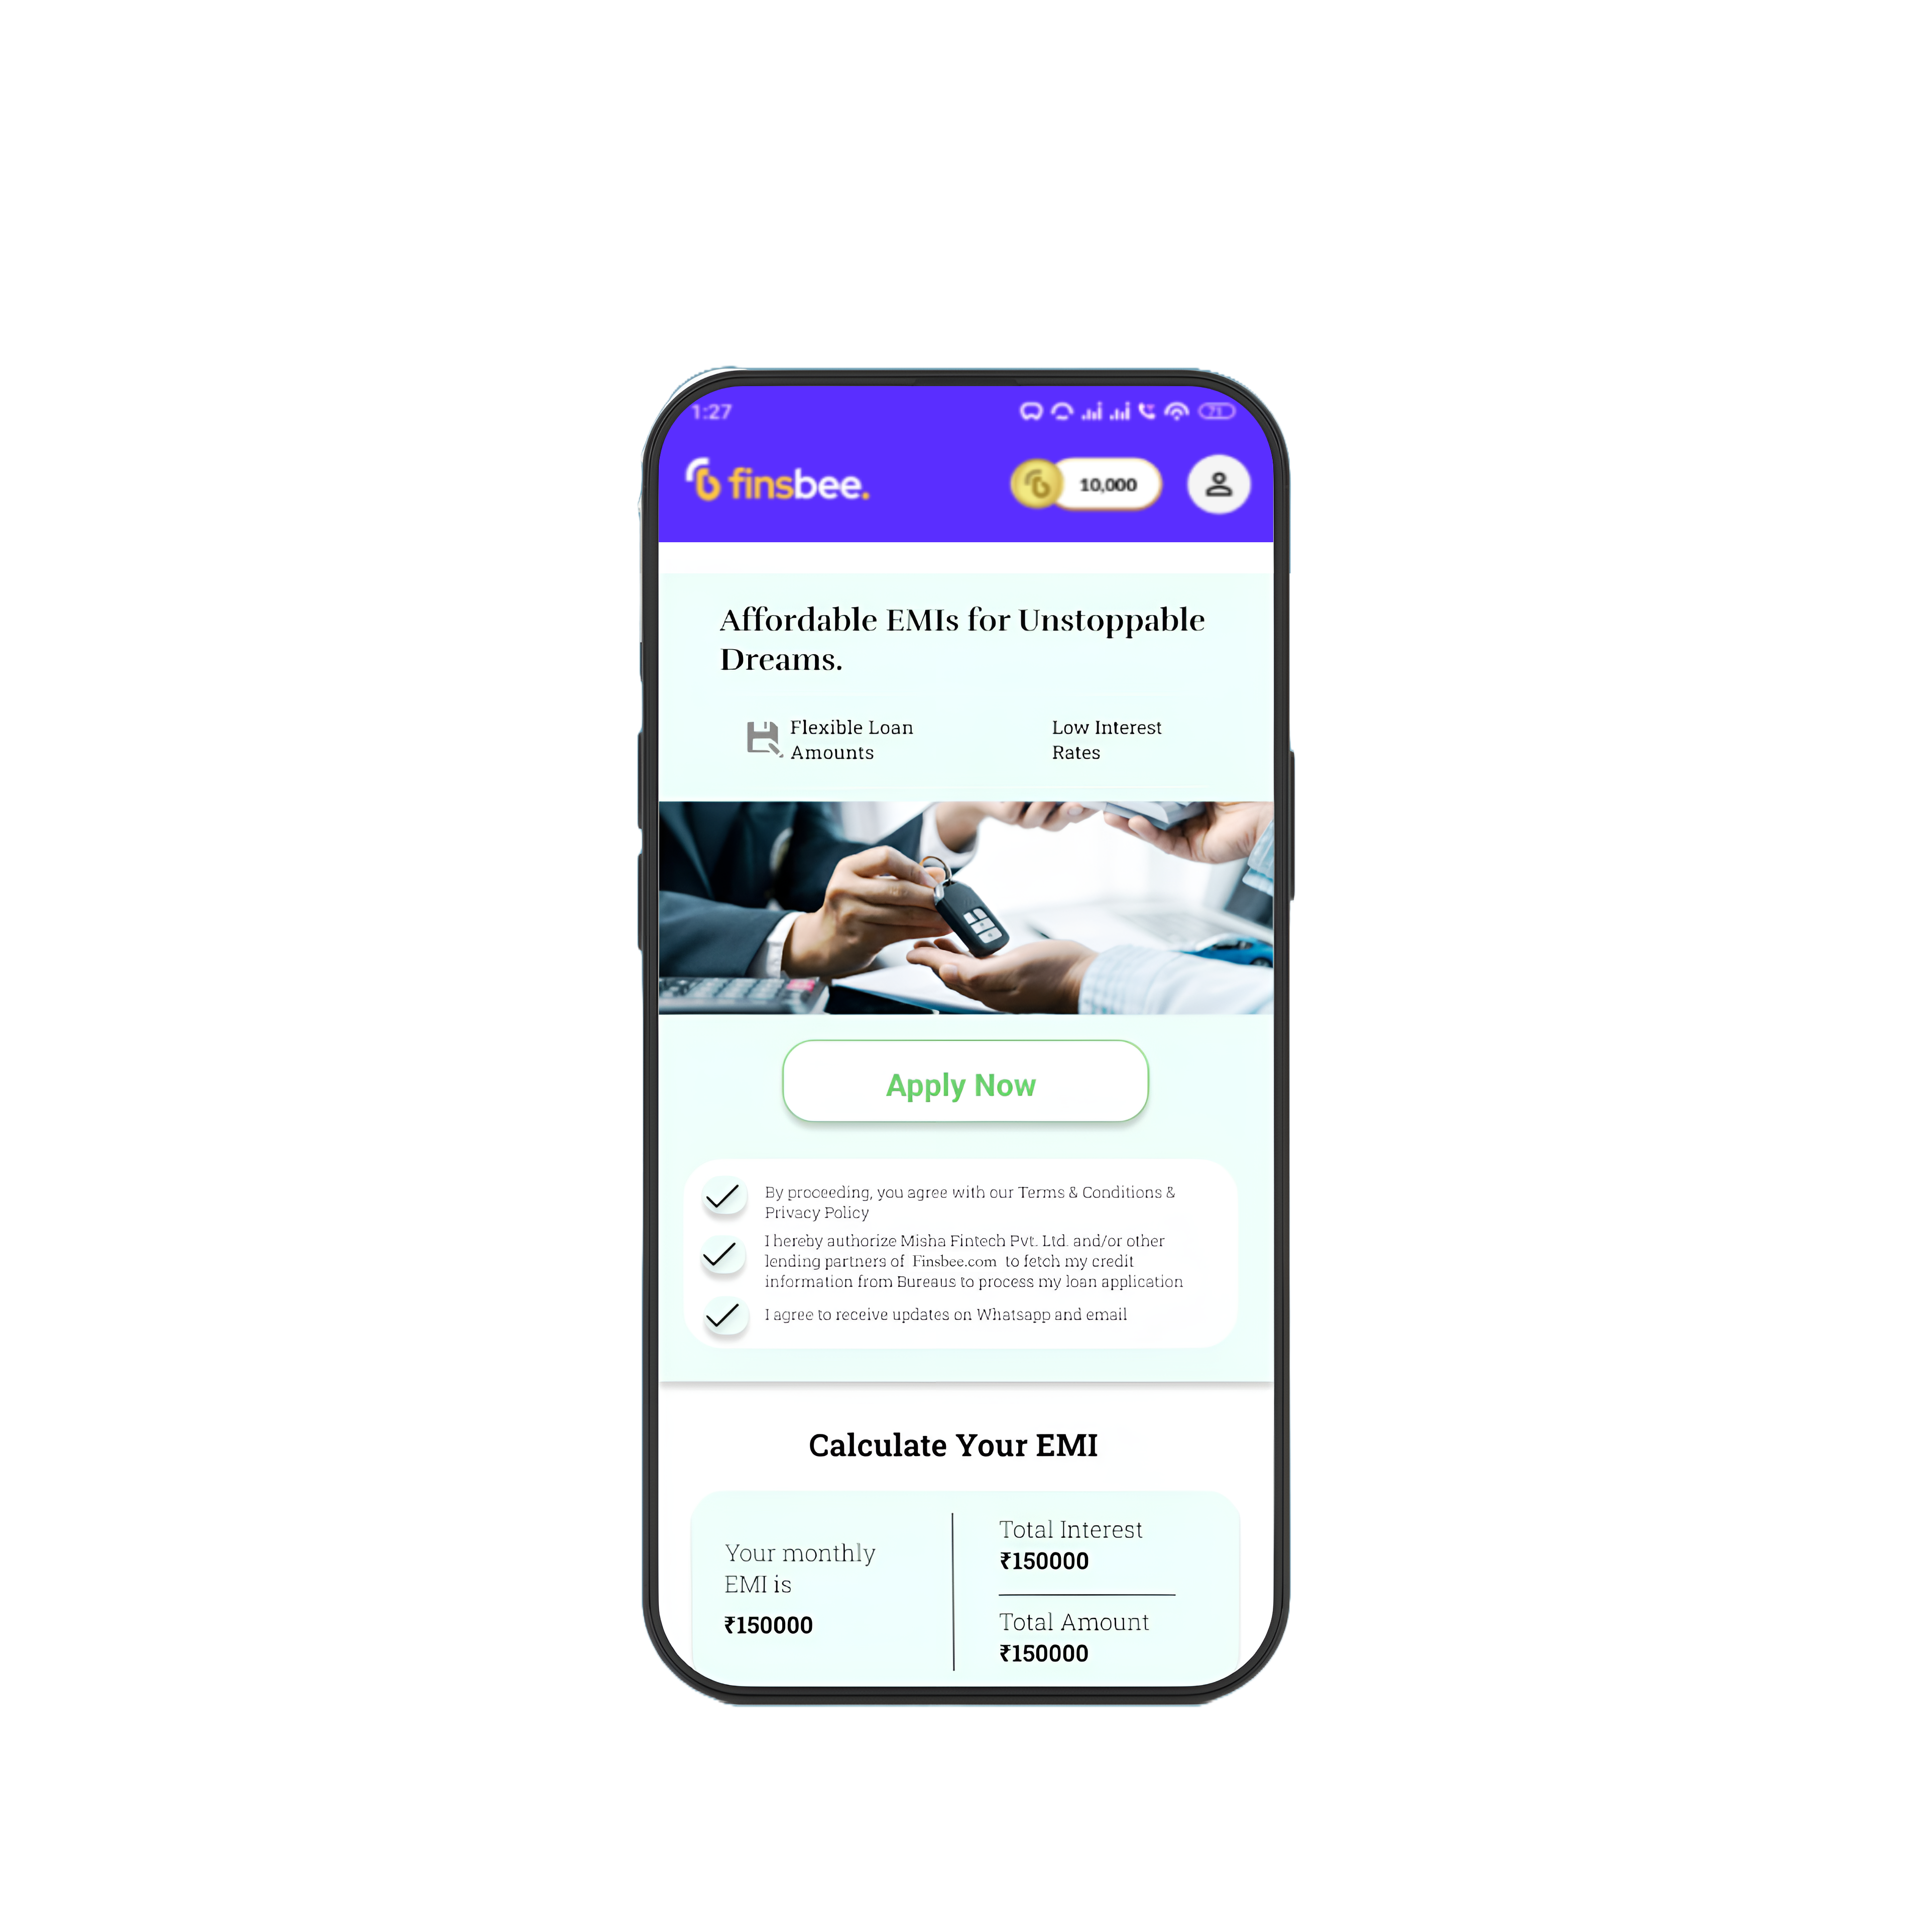 1:27
71
finsbee.
10,000
Affordable EMIs for Unstoppable
Dreams.
Flexible Loan
Amounts
Low Interest
Rates
Apply Now
By proceeding, you agree with our Terms & Conditions &
Privacy Policy
I hereby authorize Misha Fintech Pvt. Ltd. and/or other
lending partners of Finsbee.com to fetch my credit
information from Bureaus to process my loan application
I agree to receive updates on Whatsapp and email
Calculate Your EMI
Your monthly
EMI is
₹150000
Total Interest
₹150000
Total Amount
₹150000